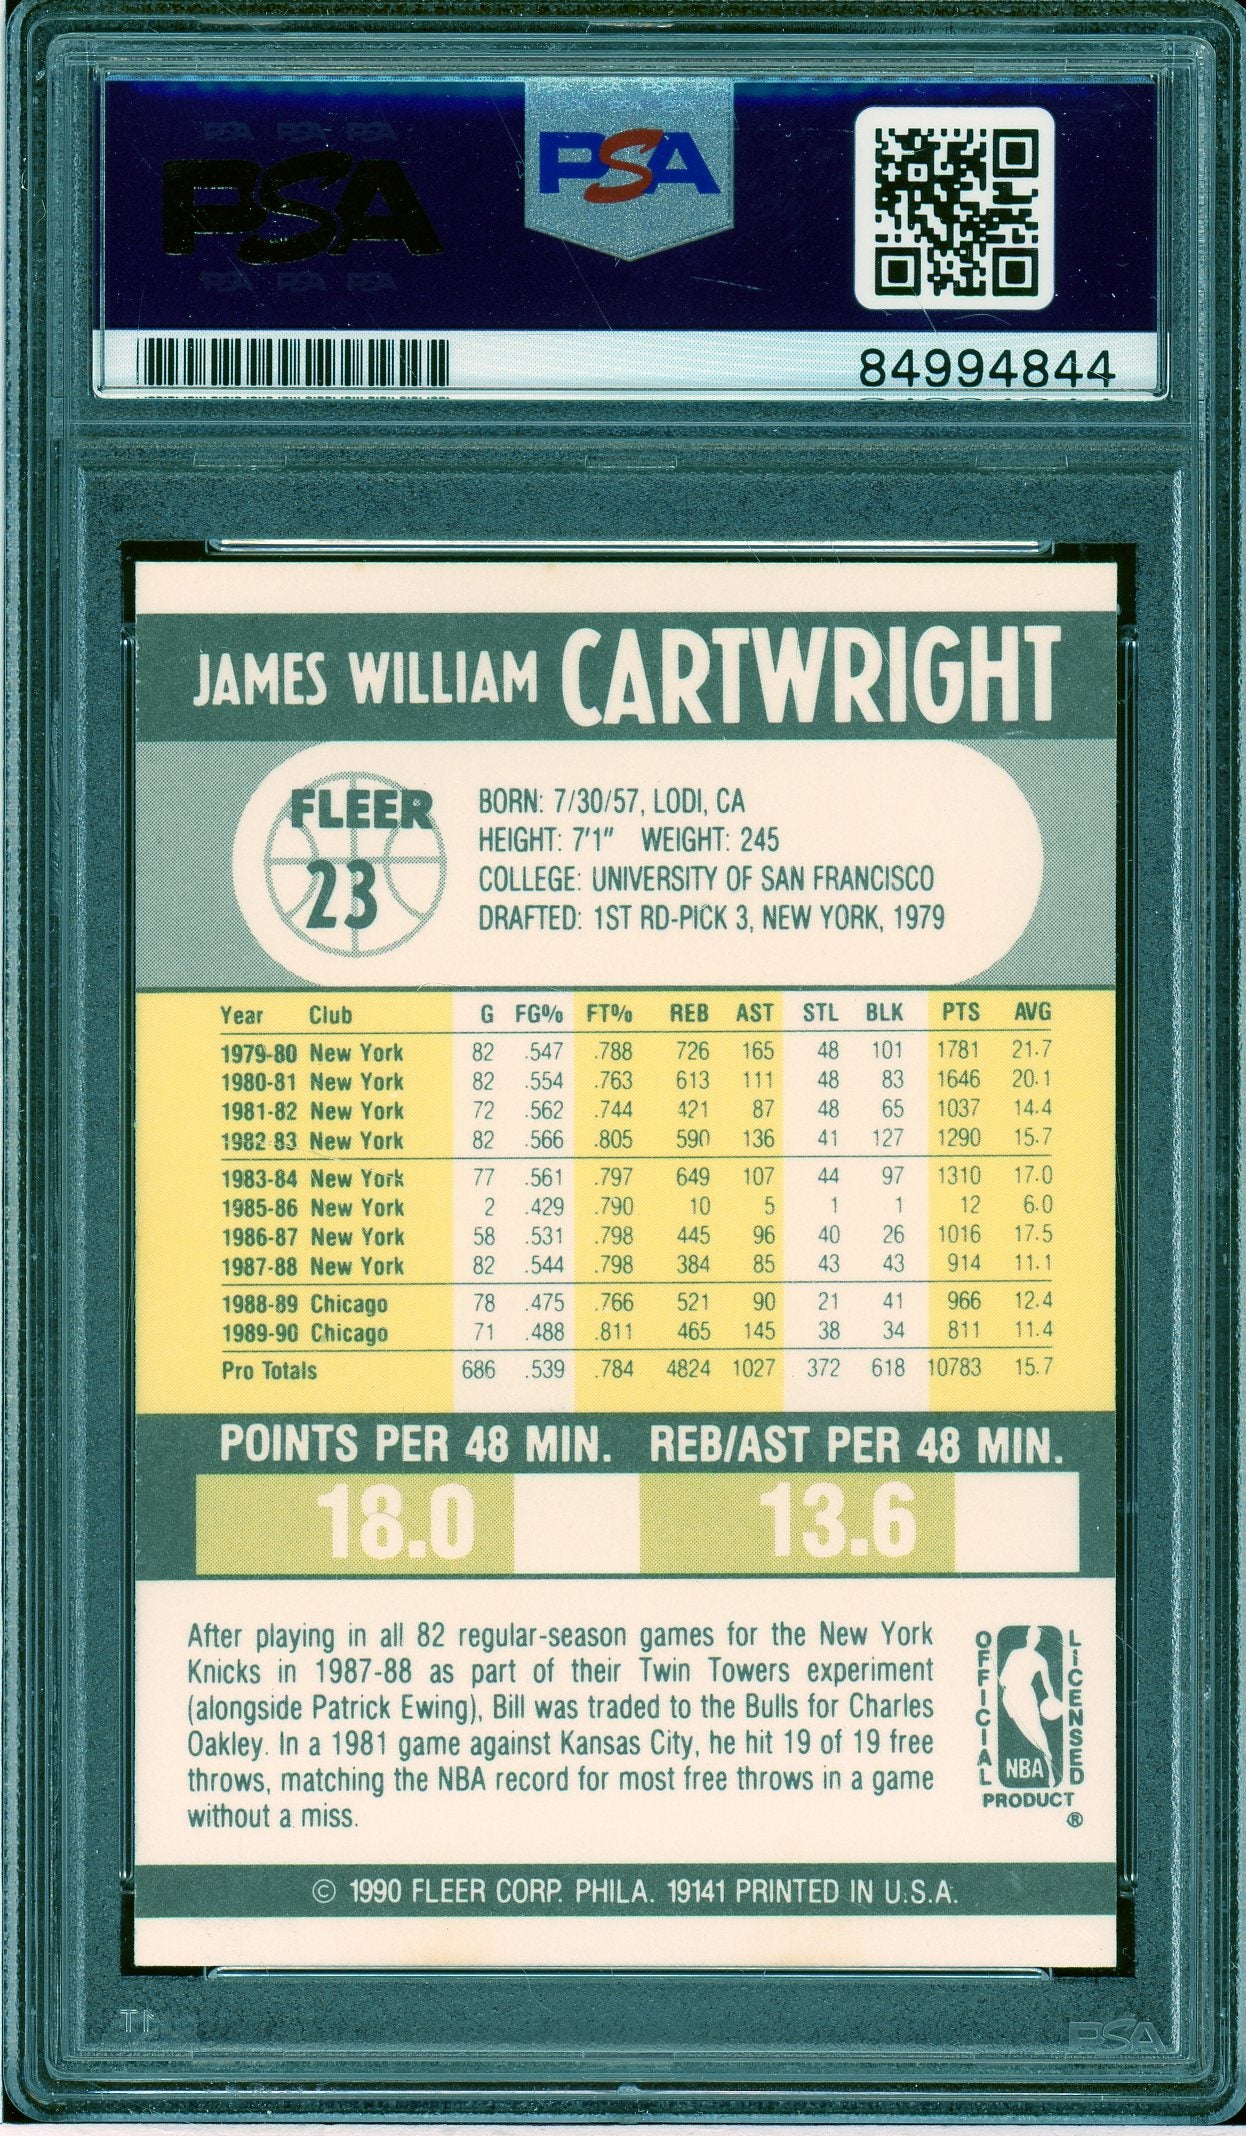 PSA PSA PSA
PSA
PSA PSA PSA
PSA
84994844
JAMES WILLIAM CARTWRIGHT
FLEER
23
BORN: 7/30/57, LODI, CA
HEIGHT: 7'1" WEIGHT: 245
COLLEGE: UNIVERSITY OF SAN FRANCISCO
DRAFTED: 1ST RD-PICK 3, NEW YORK, 1979
Year Club G FG% FT% REB AST STL BLK PTS AVG
1979-80 New York 82 .547 .788 726 165 48 101 1781 21.7
1980-81 New York 82 .554 .763 613 111 48 83 1646 20.1
1981-82 New York 72 .562 .744 421 87 48 65 1037 14.4
1982-83 New York 82 .566 .805 590 136 41 127 1290 15.7
1983-84 New York 77 .561 .797 649 107 44 97 1310 17.0
1985-86 New York 2 .429 .790 10 5 1 1 12 6.0
1986-87 New York 58 .531 .798 445 96 40 26 1016 17.5
1987-88 New York 82 .544 .798 384 85 43 43 914 11.1
1988-89 Chicago 78 .475 .766 521 90 21 41 966 12.4
1989-90 Chicago 71 .488 .811 465 145 38 34 811 11.4
Pro Totals 686 .539 .784 4824 1027 372 618 10783 15.7
POINTS PER 48 MIN. REB/AST PER 48 MIN.
18.0 13.6
After playing in all 82 regular-season games for the New York
Knicks in 1987-88 as part of their Twin Towers experiment
(alongside Patrick Ewing), Bill was traded to the Bulls for Charles
Oakley. In a 1981 game against Kansas City, he hit 19 of 19 free
throws, matching the NBA record for most free throws in a game
without a miss.
OFFICIAL
LICENSED
NBA
PRODUCT
®
© 1990 FLEER CORP. PHILA. 19141 PRINTED IN U.S.A.
PSA